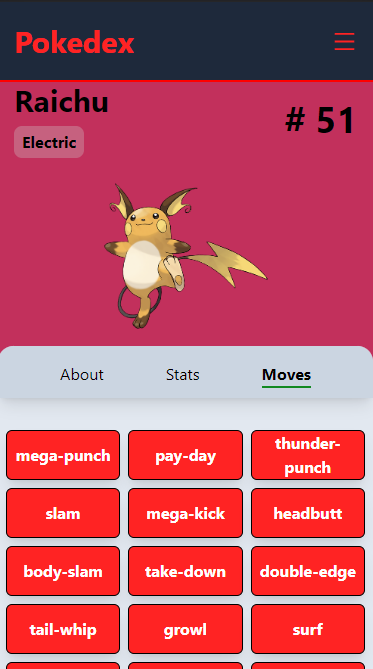 Pokedex
Raichu
# 51
Electric
About Stats Moves
mega-punch pay-day thunder-
punch
slam mega-kick headbutt
body-slam take-down double-edge
tail-whip growl surf